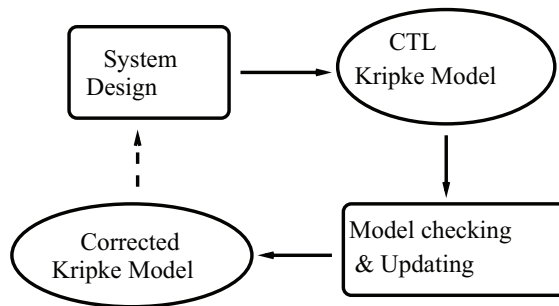 System
Design
CTL
Kripke Model
Model checking
& Updating
Corrected
Kripke Model